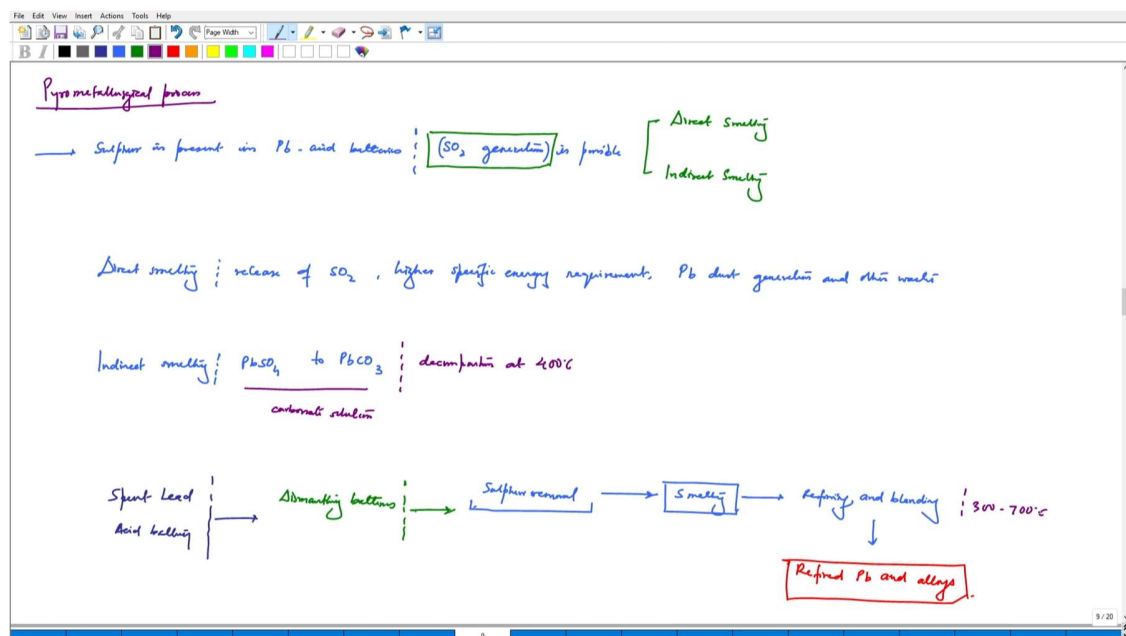 File Edit View Insert Actions Tools Help
Page Width
B I
Pyrometallurgical process
→ Sulphur is present in Pb-acid batteries (SO2 generation) is possible
Direct Smelting
Indirect Smelting
Direct smelting release of SO2, higher specific energy requirement, Pb dust generation and other waste
Indirect smelting PbSO4 to PbCO3 decomposition at 400°C
carbonate solution
Spent Lead Acid battery → Dismantling batteries → Sulphur removal → Smelting → Refining, and blending 300-700°C
↓
Refined Pb and alloys.
9 / 20